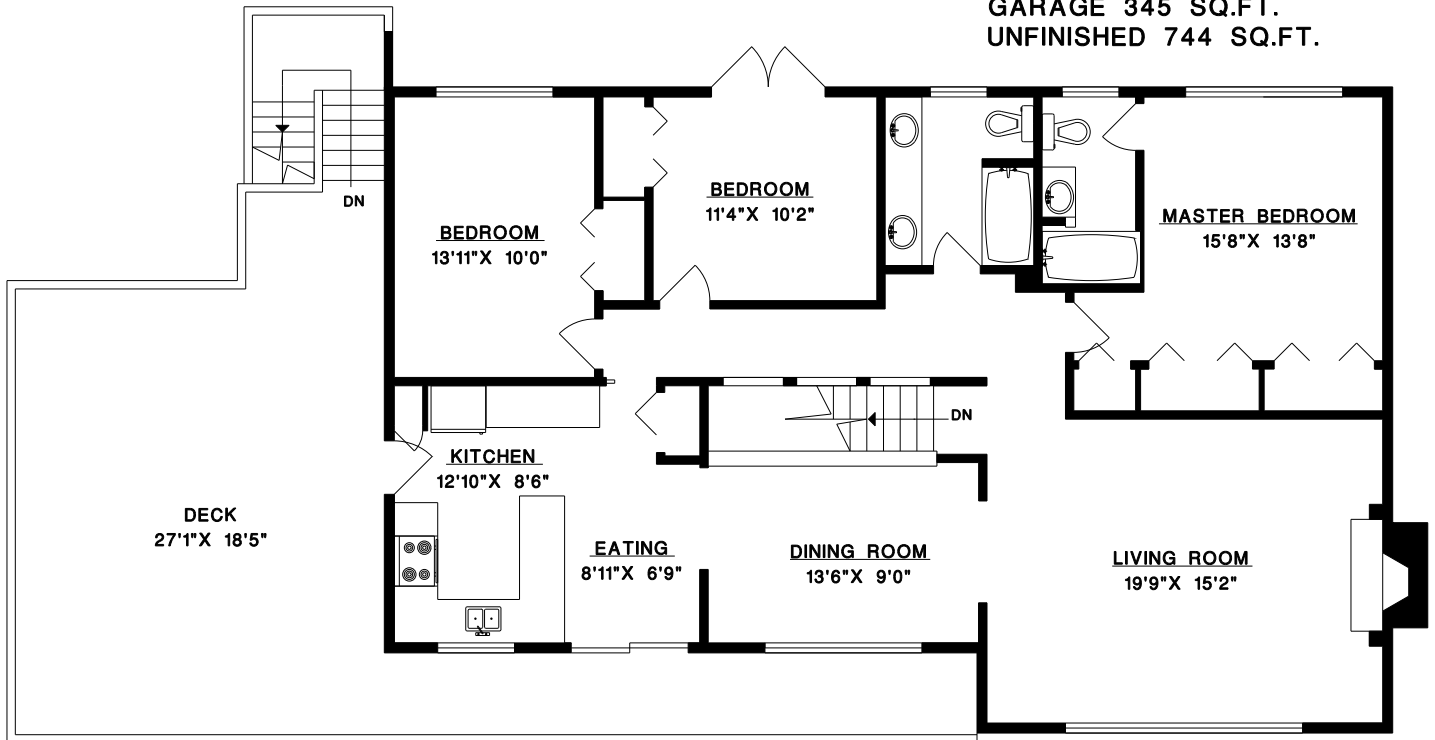 GARAGE 345 SQ.FT.
UNFINISHED 744 SQ.FT.
DN
BEDROOM
13'11"X 10'0"
BEDROOM
11'4"X 10'2"
MASTER BEDROOM
15'8"X 13'8"
DN
KITCHEN
12'10"X 8'6"
DECK
27'1"X 18'5"
EATING
8'11"X 6'9"
DINING ROOM
13'6"X 9'0"
LIVING ROOM
19'9"X 15'2"